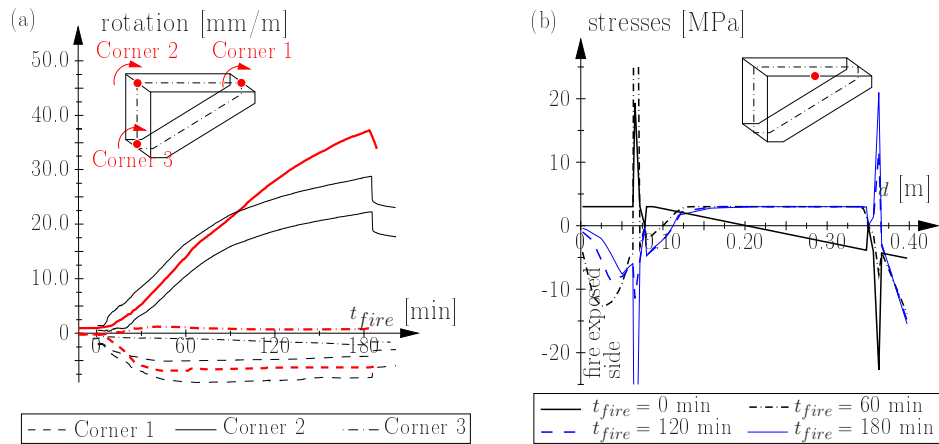 (a)
rotation [mm/m]
Corner 2
Corner 1
Corner 3
50.0
40.0
30.0
20.0
10.0
0
0
60
120
180
t_fire [min]
Corner 1
Corner 2
Corner 3
(b)
stresses [MPa]
20
10
0
-10
-20
0
0.10
0.20
0.30
0.40
d [m]
fire exposed
side
t_fire = 0 min
t_fire = 60 min
t_fire = 120 min
t_fire = 180 min